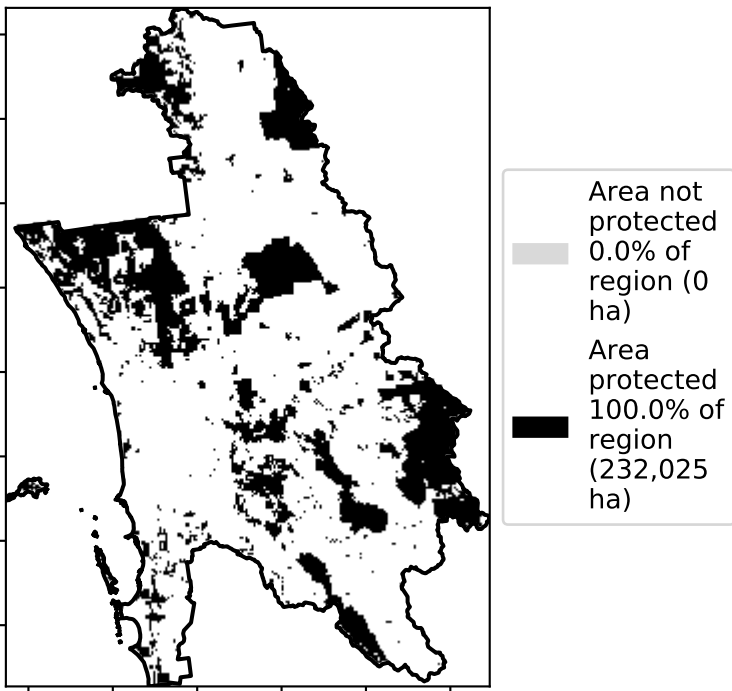 Area not
protected
0.0% of
region (0
ha)
Area
protected
100.0% of
region
(232,025
ha)